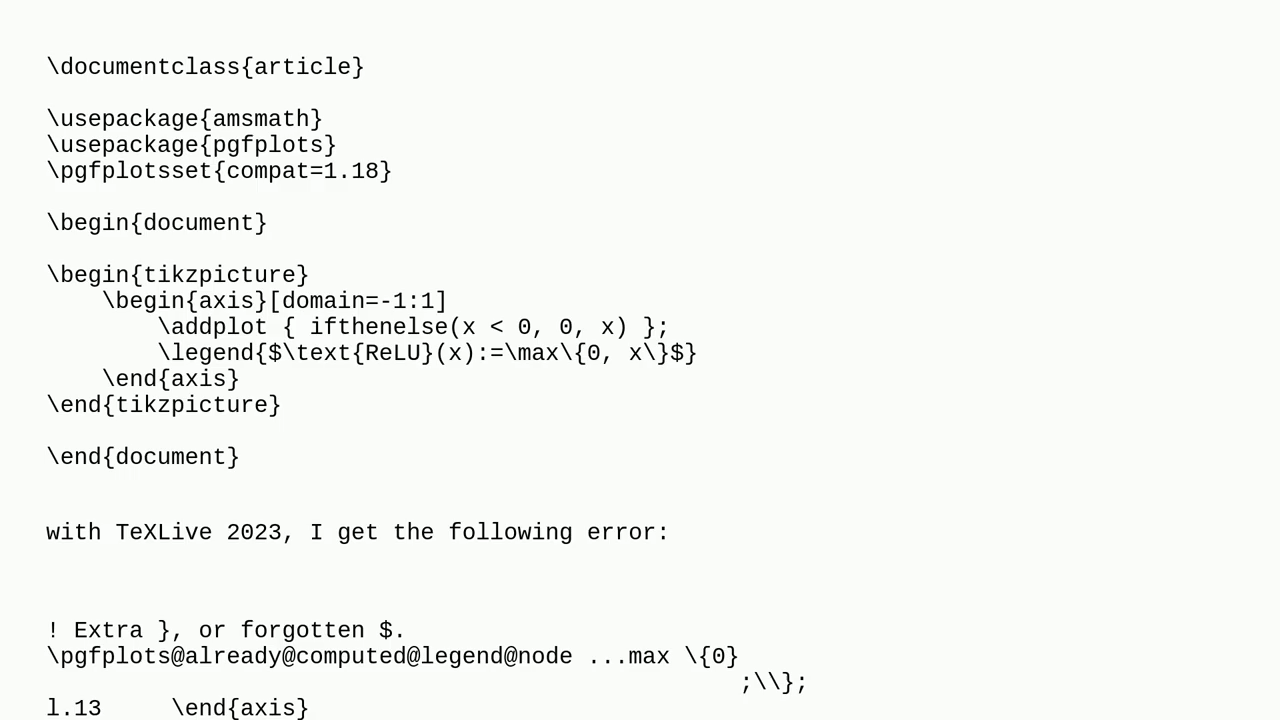 \documentclass{article}
\usepackage{amsmath}
\usepackage{pgfplots}
\pgfplotsset{compat=1.18}
\begin{document}
\begin{tikzpicture}
    \begin{axis}[domain=-1:1]
        \addplot { ifthenelse(x < 0, 0, x) };
        \legend{$\text{ReLU}(x):=\max\{0, x\}$}
    \end{axis}
\end{tikzpicture}
\end{document}
with TeXLive 2023, I get the following error:
! Extra }, or forgotten $.
\pgfplots@already@computed@legend@node ...max \{0}
                                                  ;\\};
l.13     \end{axis}